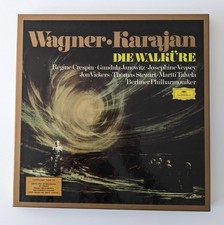 Wagner•Karajan
DIE WALKÜRE
Régine Crespin · Gundula Janowitz · Josephine Veasey
Jon Vickers · Thomas Stewart · Martti Talvela
Berliner Philharmoniker